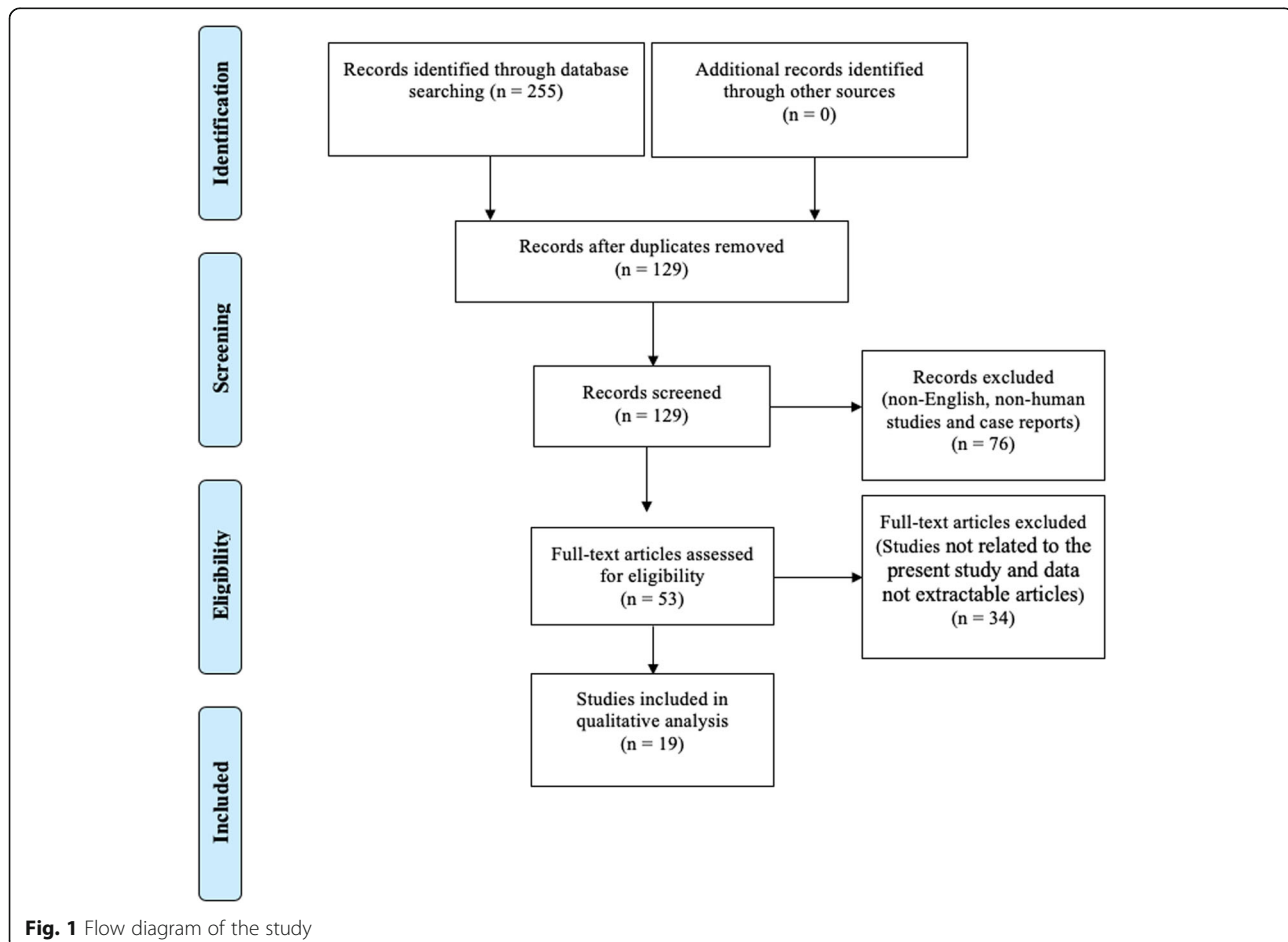 Identification
Records identified through database
searching (n = 255)
Additional records identified
through other sources
(n = 0)
Records after duplicates removed
(n = 129)
Screening
Records screened
(n = 129)
Records excluded
(non-English, non-human
studies and case reports)
(n = 76)
Eligibility
Full-text articles assessed
for eligibility
(n = 53)
Full-text articles excluded
(Studies not related to the
present study and data
not extractable articles)
(n = 34)
Included
Studies included in
qualitative analysis
(n = 19)
Fig. 1 Flow diagram of the study